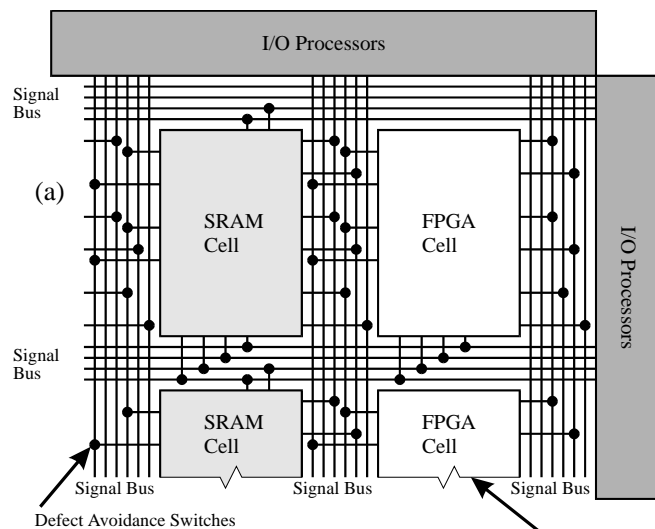 I/O Processors
Signal
Bus
(a)
SRAM
Cell
FPGA
Cell
I/O Processors
Signal
Bus
SRAM
Cell
FPGA
Cell
Signal Bus
Signal Bus
Signal Bus
Defect Avoidance Switches